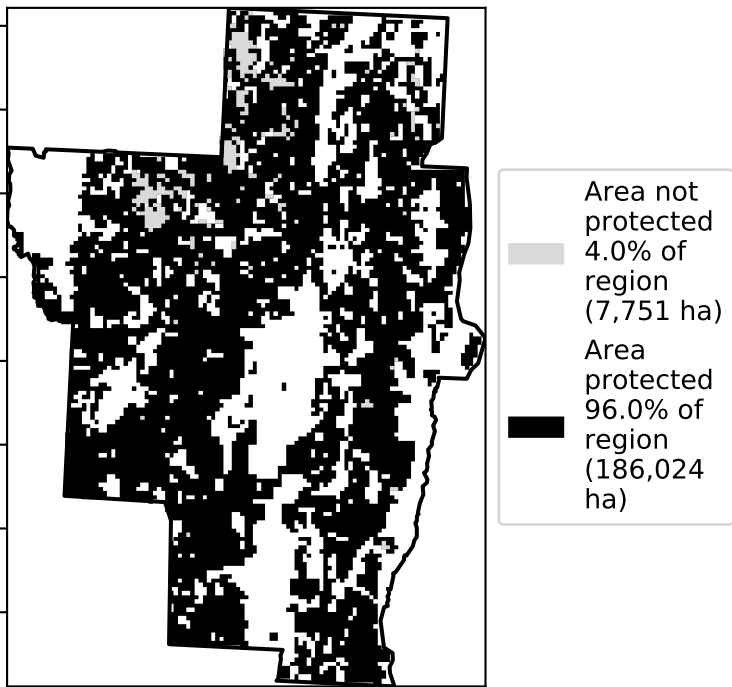 Area not
protected
4.0% of
region
(7,751 ha)
Area
protected
96.0% of
region
(186,024
ha)